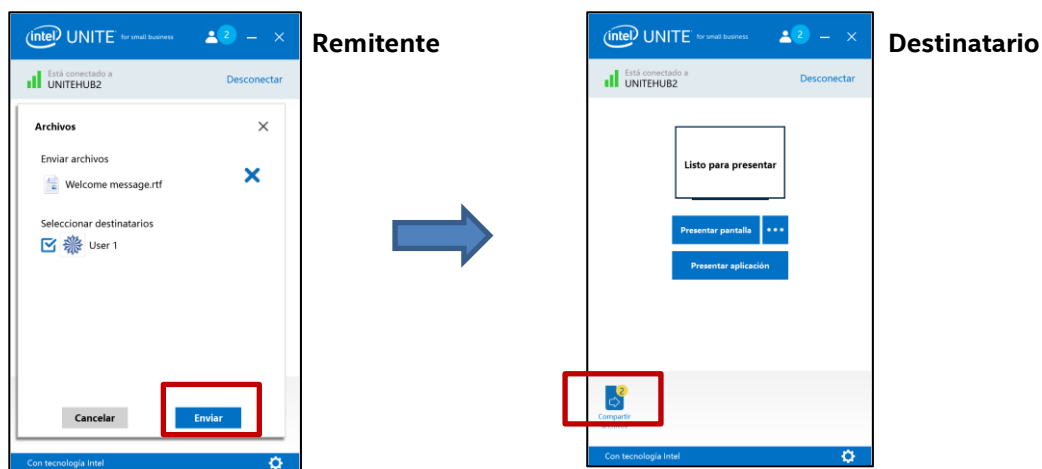 intel UNITE for small business 2
Remitente
Está conectado a
UNITEHUB2
Desconectar
Archivos
Enviar archivos
Welcome message.rtf
Seleccionar destinatarios
User 1
Cancelar
Enviar
Con tecnología Intel
intel UNITE for small business 2
Destinatario
Está conectado a
UNITEHUB2
Desconectar
Listo para presentar
Presentar pantalla
Presentar aplicación
2
Compartir
Con tecnología Intel